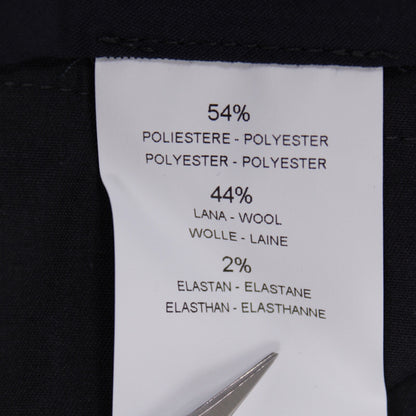 54%
POLIESTERE - POLYESTER
POLYESTER - POLYESTER
44%
LANA - WOOL
WOLLE - LAINE
2%
ELASTAN - ELASTANE
ELASTHAN - ELASTHANNE